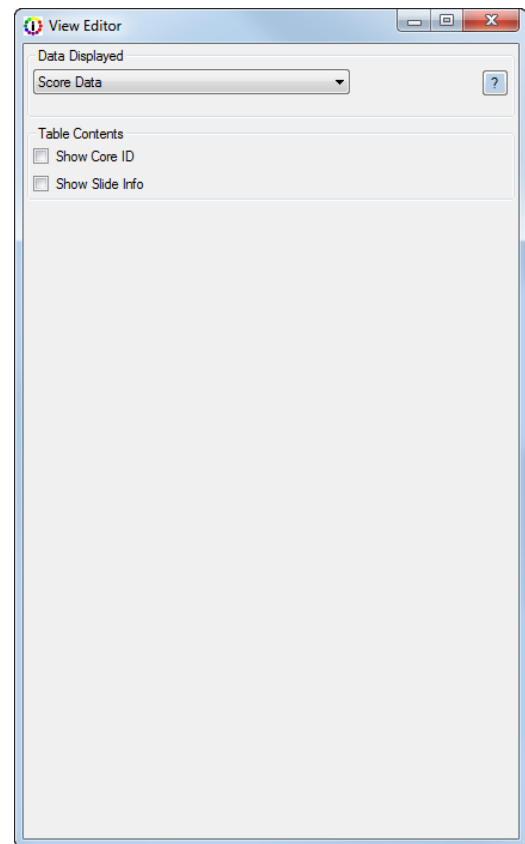 View Editor
Data Displayed
Score Data
?
Table Contents
Show Core ID
Show Slide Info